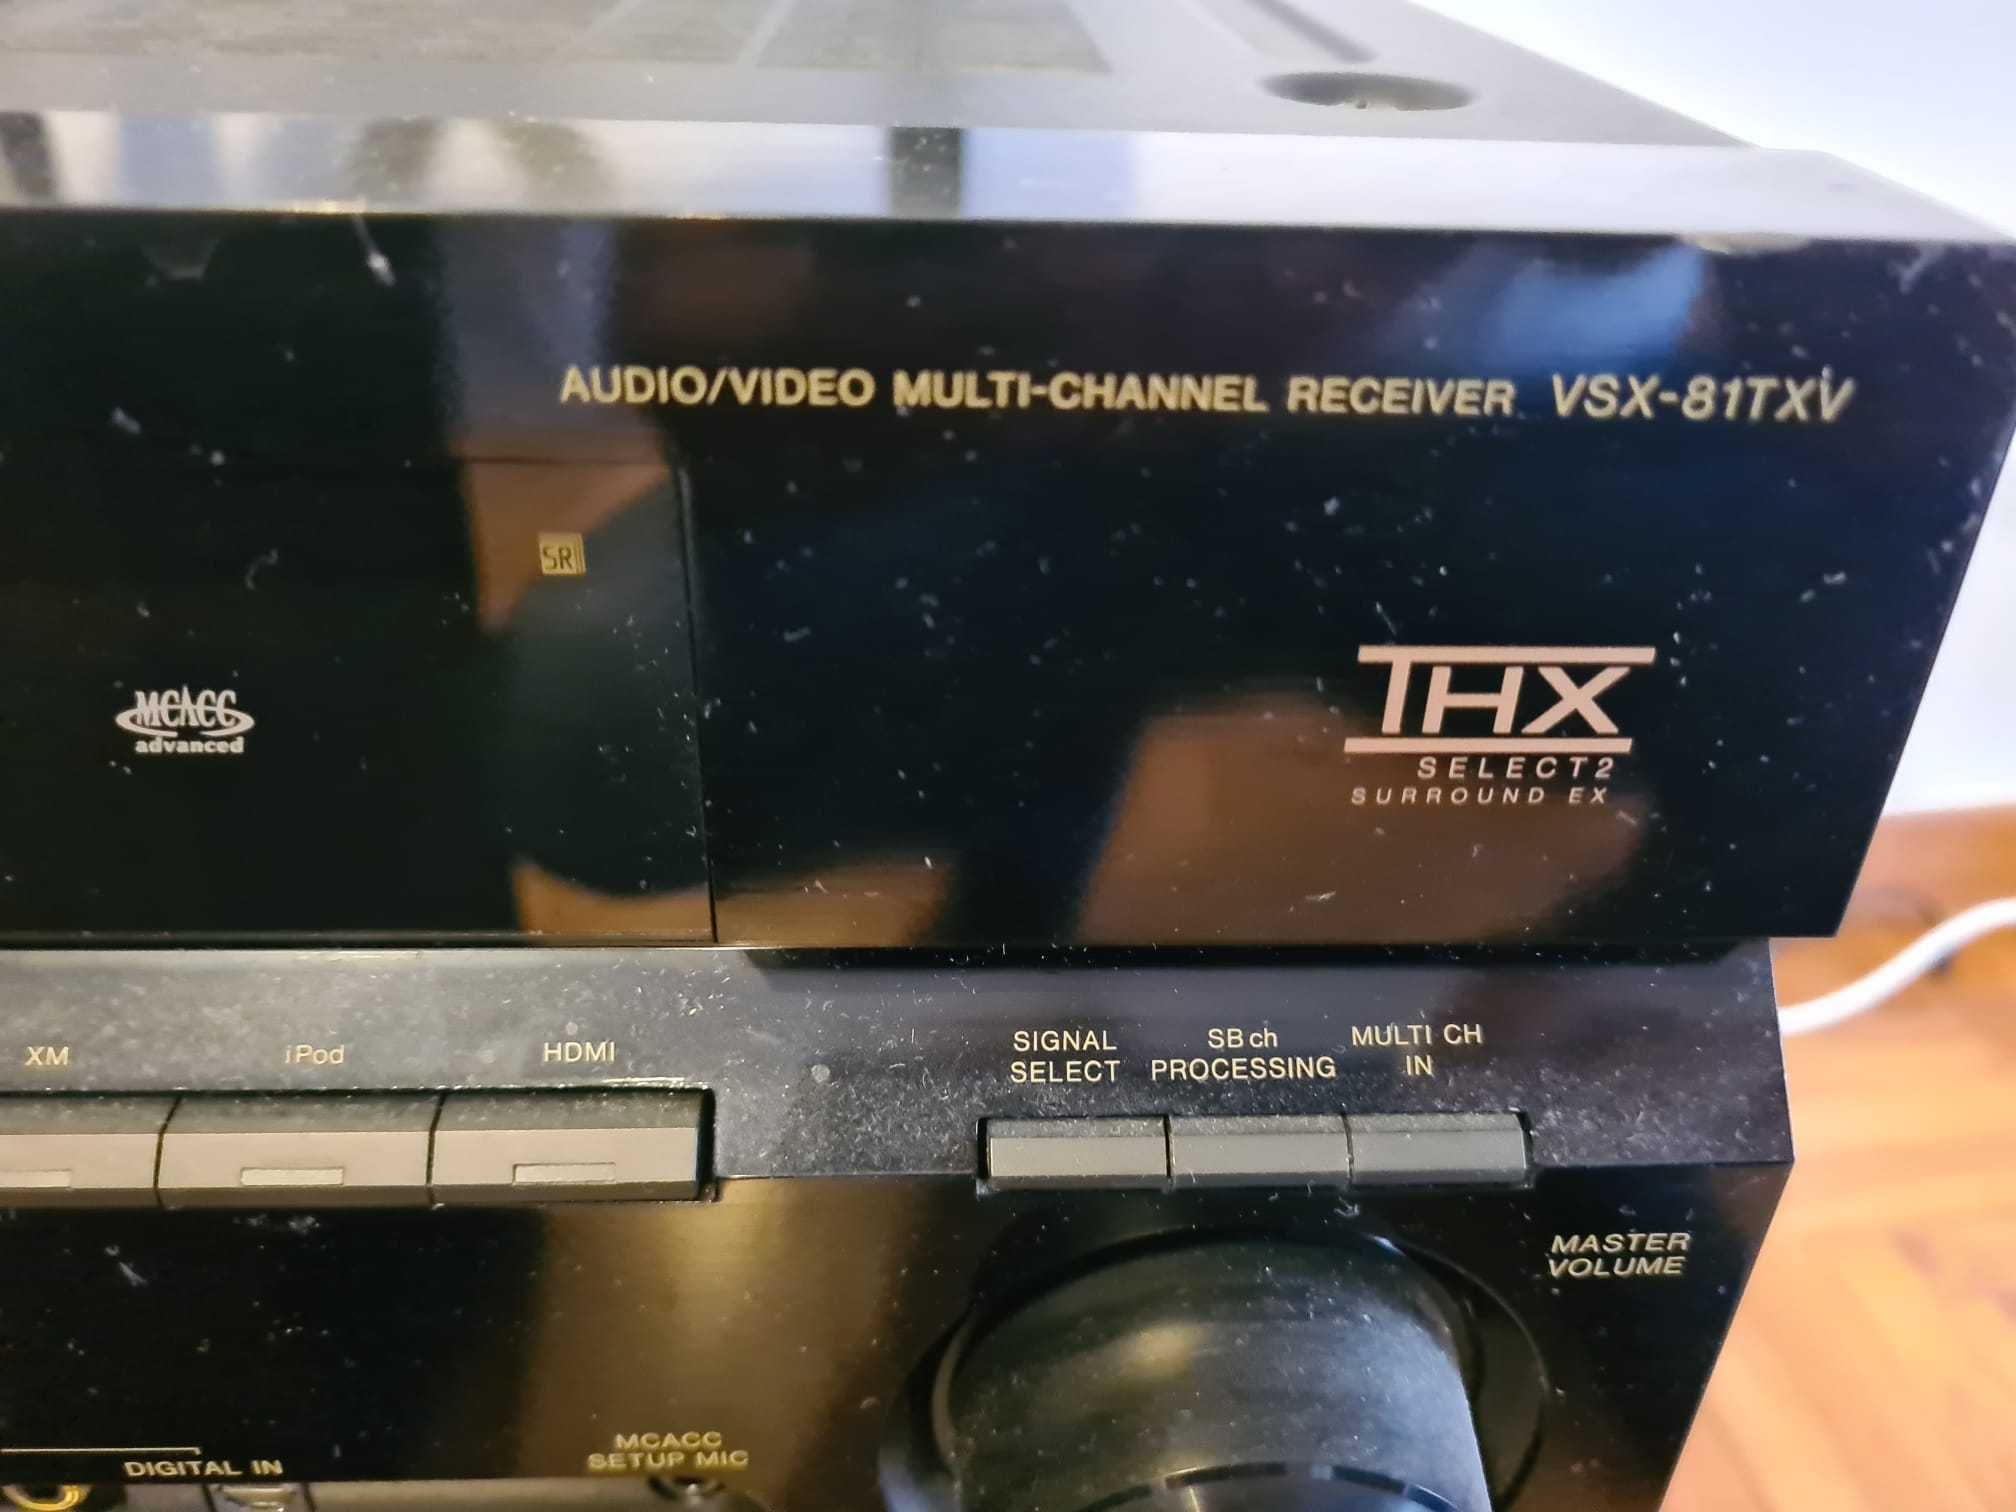 AUDIO/VIDEO MULTI-CHANNEL RECEIVER VSX-81TXV
SR
MCACC
advanced
THX
SELECT2
SURROUND EX
XM
iPod
HDMI
SIGNAL
SELECT
SB ch
PROCESSING
MULTI CH
IN
MASTER
VOLUME
MCACC
SETUP MIC
DIGITAL IN